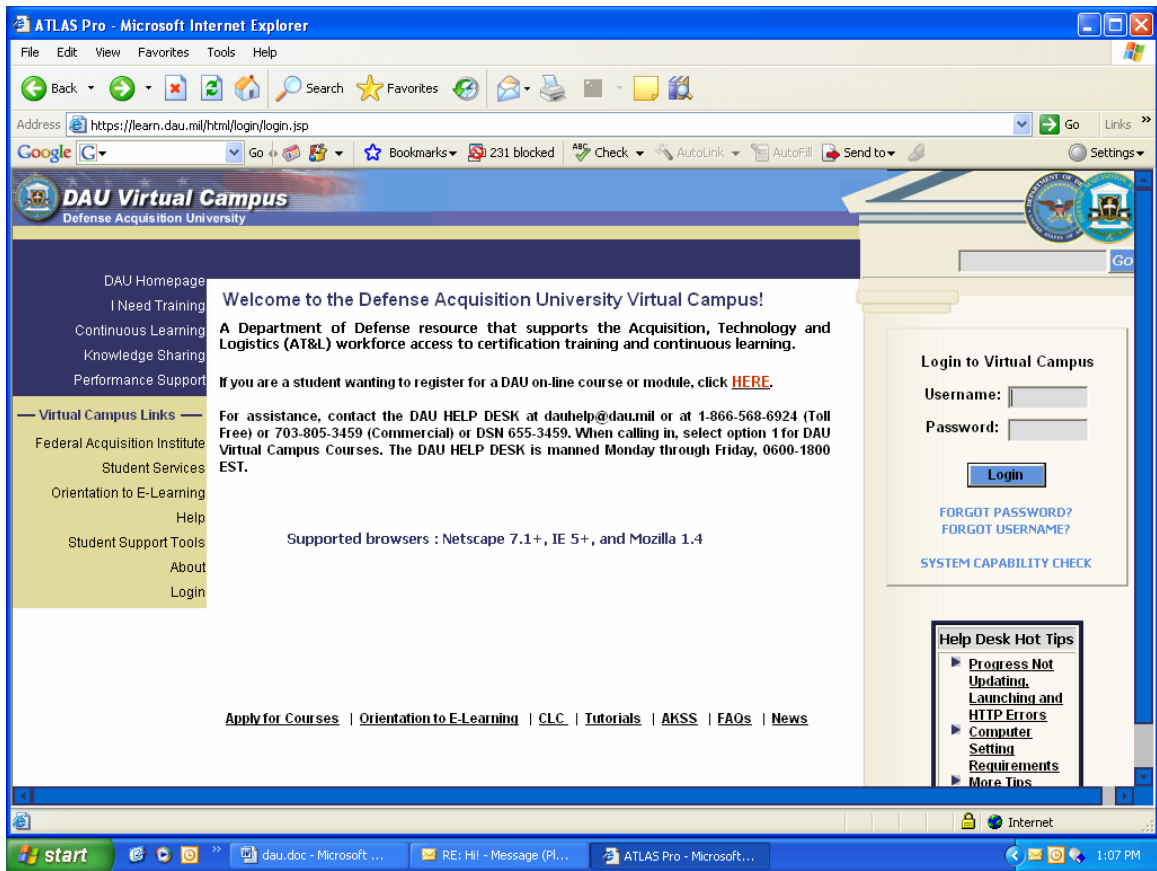 ATLAS Pro - Microsoft Internet Explorer
File Edit View Favorites Tools Help
Back Search Favorites
Address https://learn.dau.mil/html/login/login.jsp Go Links »
Google G Go Bookmarks 231 blocked ABC Check AutoLink AutoFill Send to Settings
DAU Virtual Campus
Defense Acquisition University
Go
DAU Homepage
I Need Training
Continuous Learning
Knowledge Sharing
Performance Support
Virtual Campus Links
Federal Acquisition Institute
Student Services
Orientation to E-Learning
Help
Student Support Tools
About
Login
Welcome to the Defense Acquisition University Virtual Campus!
A Department of Defense resource that supports the Acquisition, Technology and
Logistics (AT&L) workforce access to certification training and continuous learning.
If you are a student wanting to register for a DAU on-line course or module, click HERE.
For assistance, contact the DAU HELP DESK at dauhelp@dau.mil or at 1-866-568-6924 (Toll
Free) or 703-805-3459 (Commercial) or DSN 655-3459. When calling in, select option 1 for DAU
Virtual Campus Courses. The DAU HELP DESK is manned Monday through Friday, 0600-1800
EST.
Supported browsers : Netscape 7.1+, IE 5+, and Mozilla 1.4
Apply for Courses | Orientation to E-Learning | CLC | Tutorials | AKSS | FAQs | News
Login to Virtual Campus
Username:
Password:
Login
FORGOT PASSWORD?
FORGOT USERNAME?
SYSTEM CAPABILITY CHECK
Help Desk Hot Tips
Progress Not
Updating,
Launching and
HTTP Errors
Computer
Setting
Requirements
More Tips
Internet
start » dau.doc - Microsoft ... RE: Hi! - Message (Pl... ATLAS Pro - Microsoft... 1:07 PM